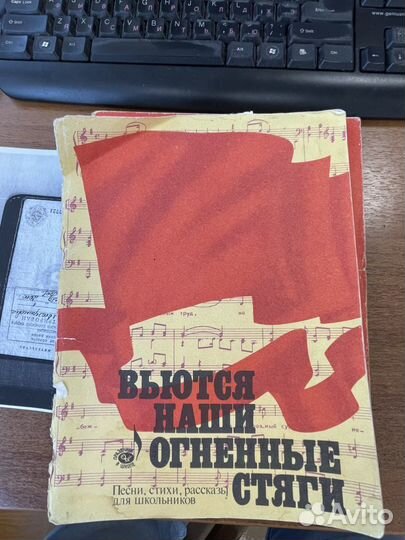 ВЬЮТСЯ
НАШИ
ОГНЕННЫЕ
СТЯГИ
Песни, стихи, рассказы
для школьников
Avito